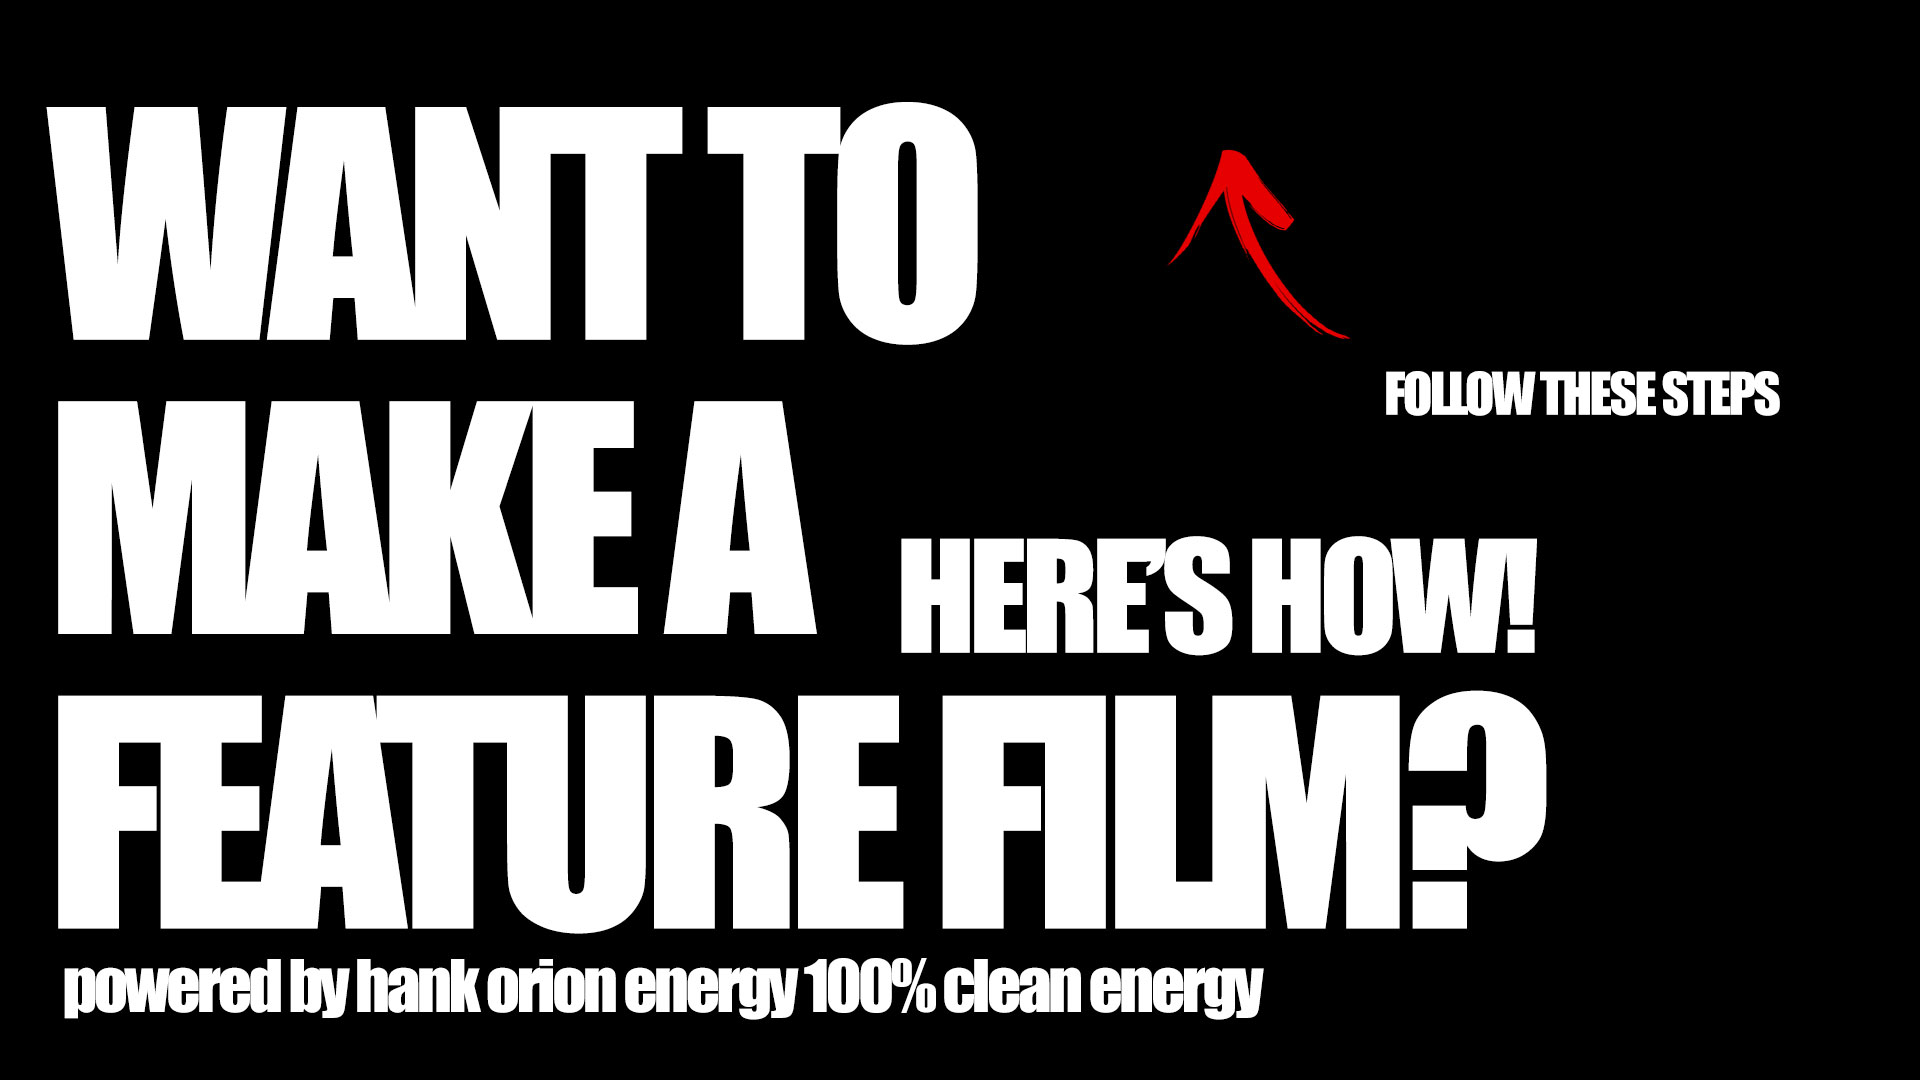 WANT TO
FOLLOW THESE STEPS
MAKE A
HERE'S HOW!
FEATURE FILM?
powered by hank orion energy 100% clean energy